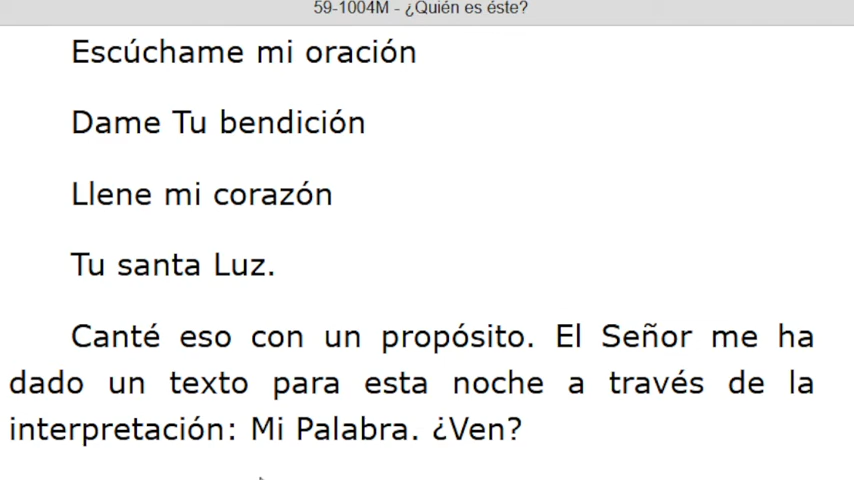 59-1004M - ¿Quién es éste?
Escúchame mi oración
Dame Tu bendición
Llene mi corazón
Tu santa Luz.
Canté eso con un propósito. El Señor me ha
dado un texto para esta noche a través de la
interpretación: Mi Palabra. ¿Ven?